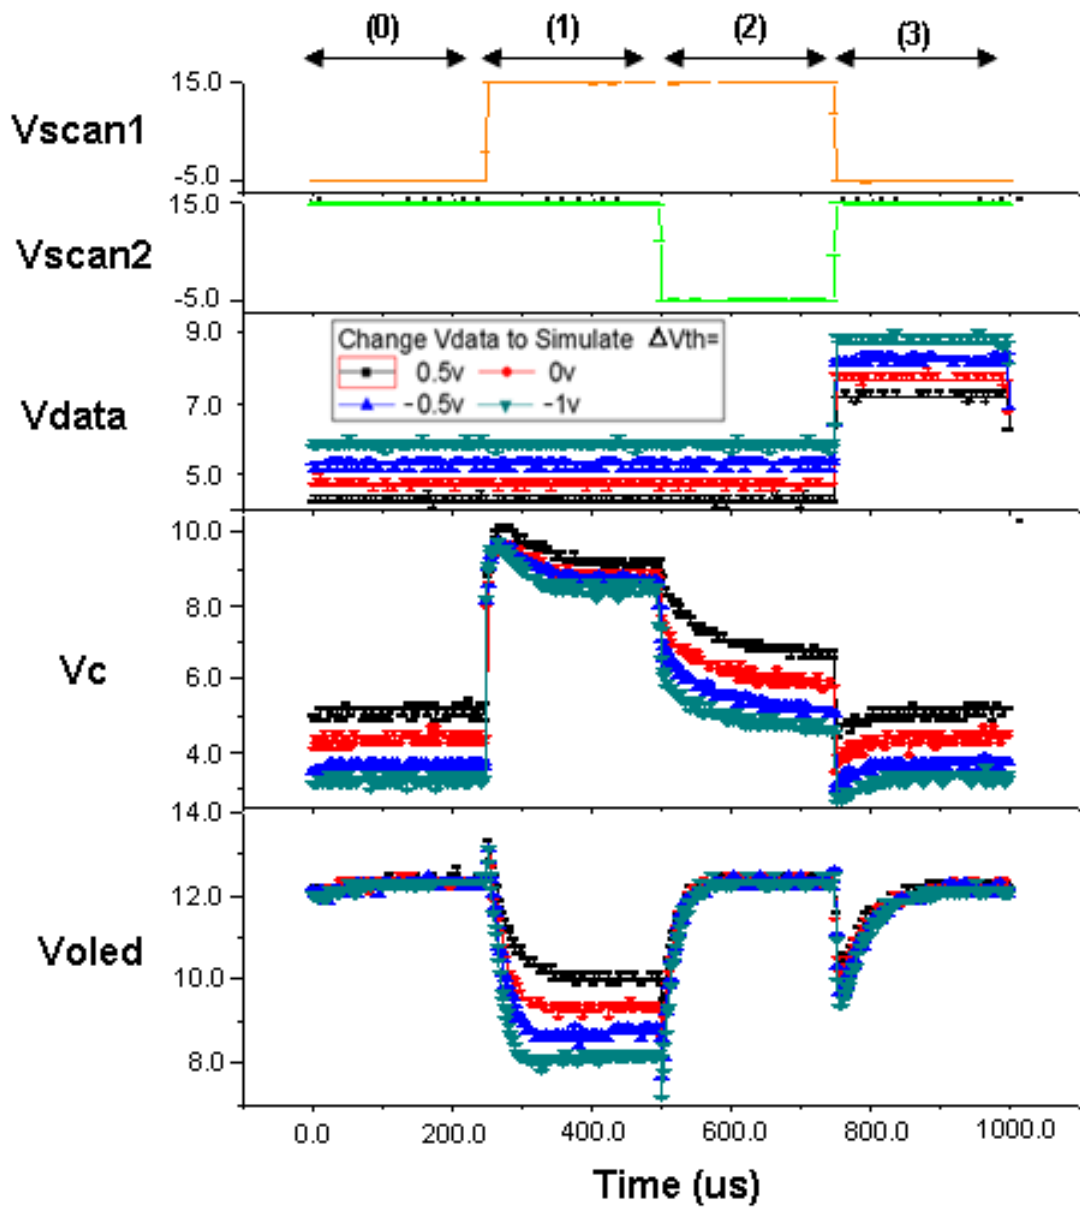 (0) (1) (2) (3)
Vscan1
15.0
-5.0
Vscan2
15.0
-5.0
Vdata
9.0
7.0
5.0
Change Vdata to Simulate ΔVth=
0.5v 0v
-0.5v -1v
Vc
10.0
8.0
6.0
4.0
Voled
14.0
12.0
10.0
8.0
0.0 200.0 400.0 600.0 800.0 1000.0
Time (us)